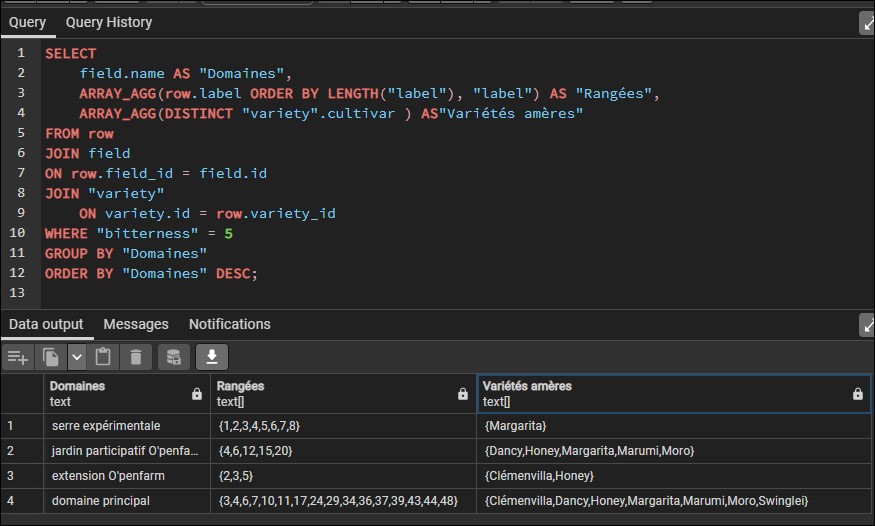 Query Query History
1 SELECT
2 field.name AS "Domaines",
3 ARRAY_AGG(row.label ORDER BY LENGTH("label"), "label") AS "Rangées",
4 ARRAY_AGG(DISTINCT "variety".cultivar ) AS"Variétés amères"
5 FROM row
6 JOIN field
7 ON row.field_id = field.id
8 JOIN "variety"
9 ON variety.id = row.variety_id
10 WHERE "bitterness" = 5
11 GROUP BY "Domaines"
12 ORDER BY "Domaines" DESC;
13
Data output Messages Notifications
Domaines Rangées Variétés amères
text text[] text[]
1 serre expérimentale {1,2,3,4,5,6,7,8} {Margarita}
2 jardin participatif O'penfa... {4,6,12,15,20} {Dancy,Honey,Margarita,Marumi,Moro}
3 extension O'penfarm {2,3,5} {Clémenvilla,Honey}
4 domaine principal {3,4,6,7,10,11,17,24,29,34,36,37,39,43,44,48} {Clémenvilla,Dancy,Honey,Margarita,Marumi,Moro,Swinglei}